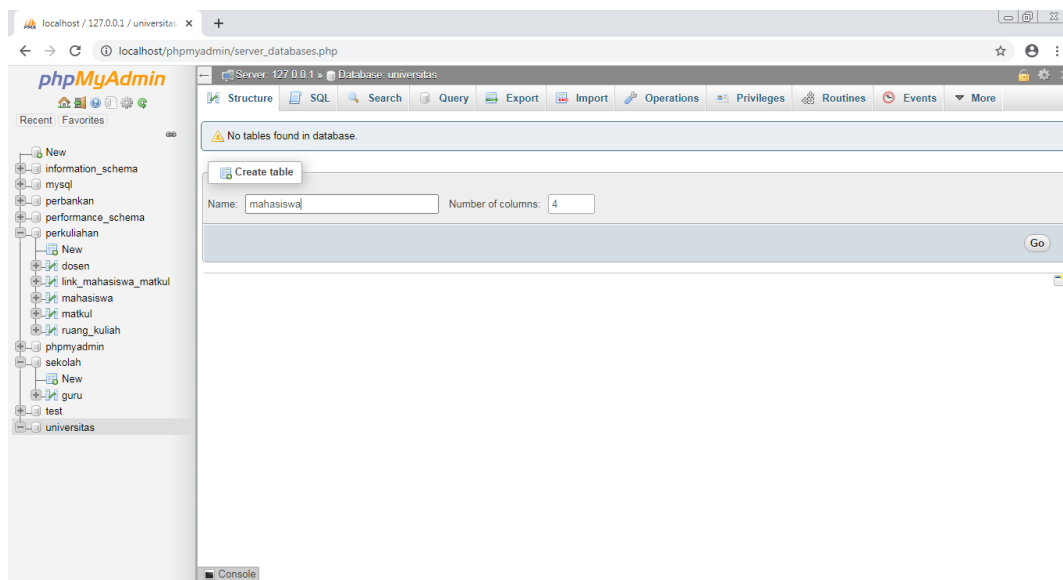 localhost / 127.0.0.1 / universitas
localhost/phpmyadmin/server_databases.php
phpMyAdmin
Recent Favorites
New
information_schema
mysql
perbankan
performance_schema
perkuliahan
New
dosen
link_mahasiswa_matkul
mahasiswa
matkul
ruang_kuliah
phpmyadmin
sekolah
New
guru
test
universitas
Server: 127.0.0.1 » Database: universitas
Structure SQL Search Query Export Import Operations Privileges Routines Events More
No tables found in database.
Create table
Name: mahasiswa Number of columns: 4
Go
Console